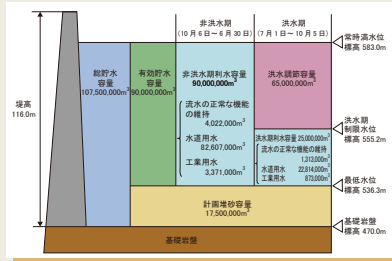 非洪水期
(10月6日～6月30日)
洪水期
(7月1日～10月5日)
常時満水位
標高 583.0m
総貯水
容量
107,500,000m³
有効貯水
容量
90,000,000m³
非洪水期利水容量
90,000,000m³
流水の正常な機能
の維持
4,022,000m³
水道用水
82,607,000m³
工業用水
3,371,000m³
洪水調節容量
65,000,000m³
堤高
116.0m
洪水期
制限水位
標高 555.2m
洪水期利水容量 25,000,000m³
流水の正常な機能の維持
1,313,000m³
水道用水 22,814,000m³
工業用水 873,000m³
最低水位
標高 536.3m
計画堆砂容量
17,500,000m³
基礎岩盤
標高 470.0m
基礎岩盤